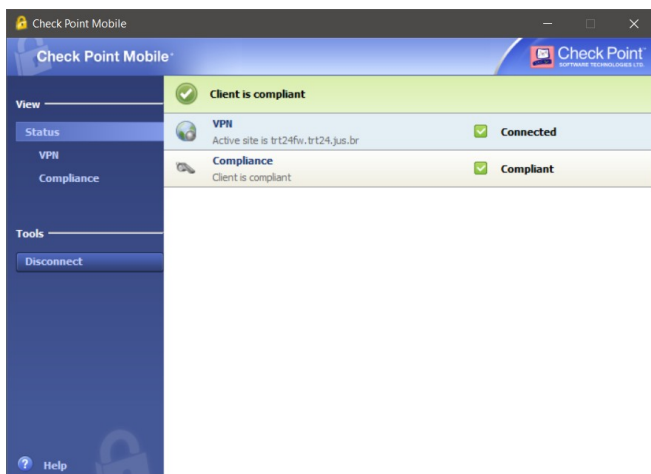 Check Point Mobile
Check Point Mobile
Check Point
SOFTWARE TECHNOLOGIES LTD.
View
Status
VPN
Compliance
Tools
Disconnect
Help
Client is compliant
VPN
Active site is trt24fw.trt24.jus.br
Connected
Compliance
Client is compliant
Compliant